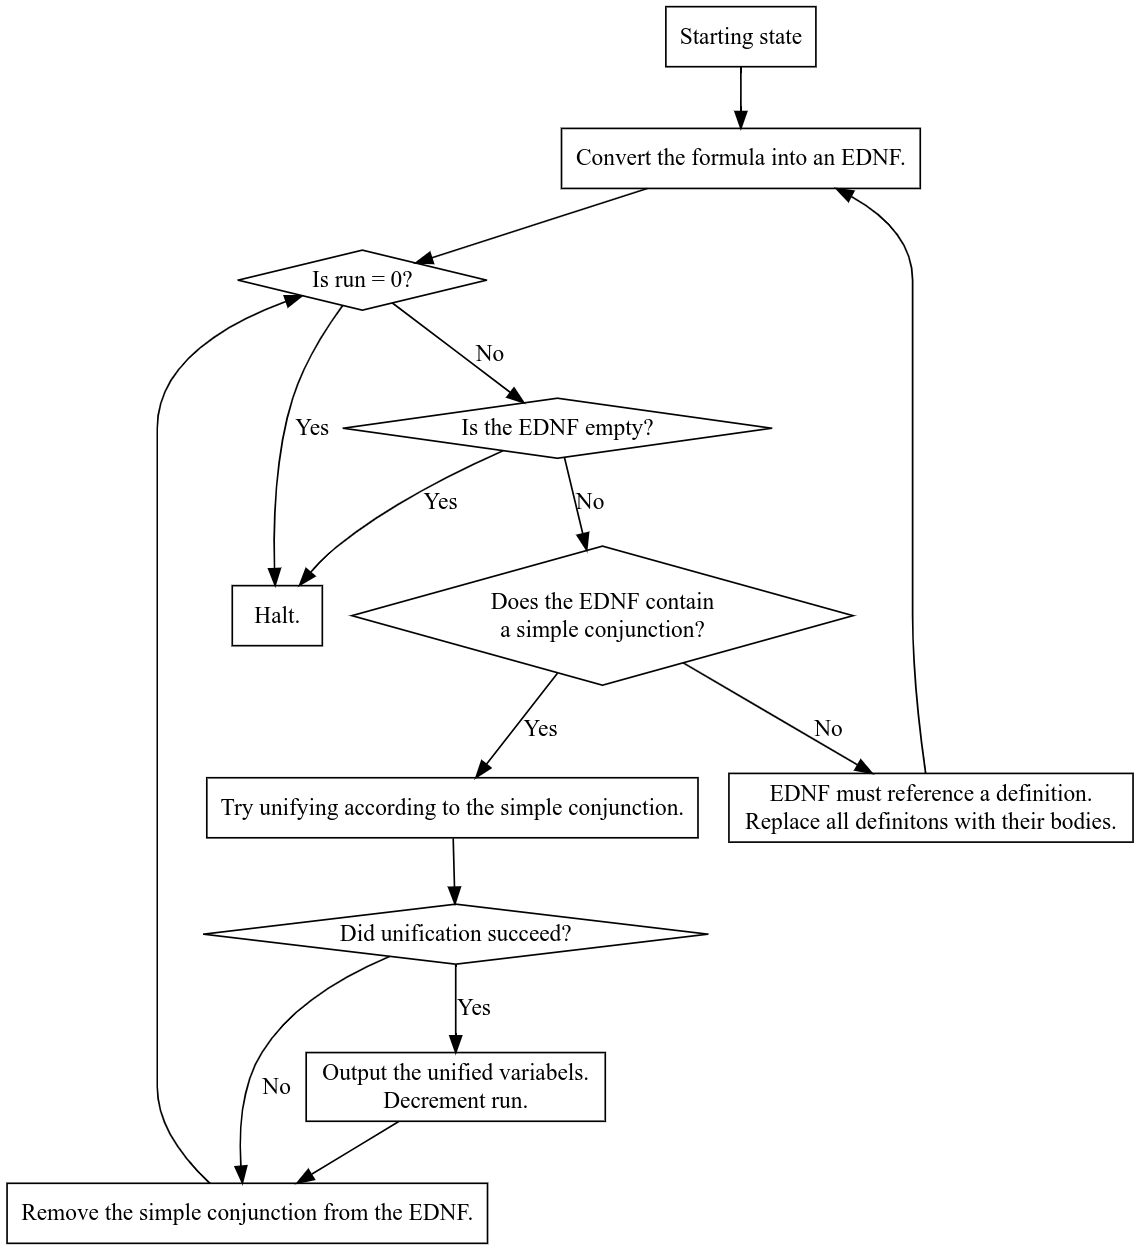 Starting state
Convert the formula into an EDNF.
Is run = 0?
No
Is the EDNF empty?
Yes
Yes
No
Does the EDNF contain
a simple conjunction?
Halt.
Yes
No
Try unifying according to the simple conjunction.
EDNF must reference a definition.
Replace all definitons with their bodies.
Did unification succeed?
Yes
No
Output the unified variabels.
Decrement run.
Remove the simple conjunction from the EDNF.